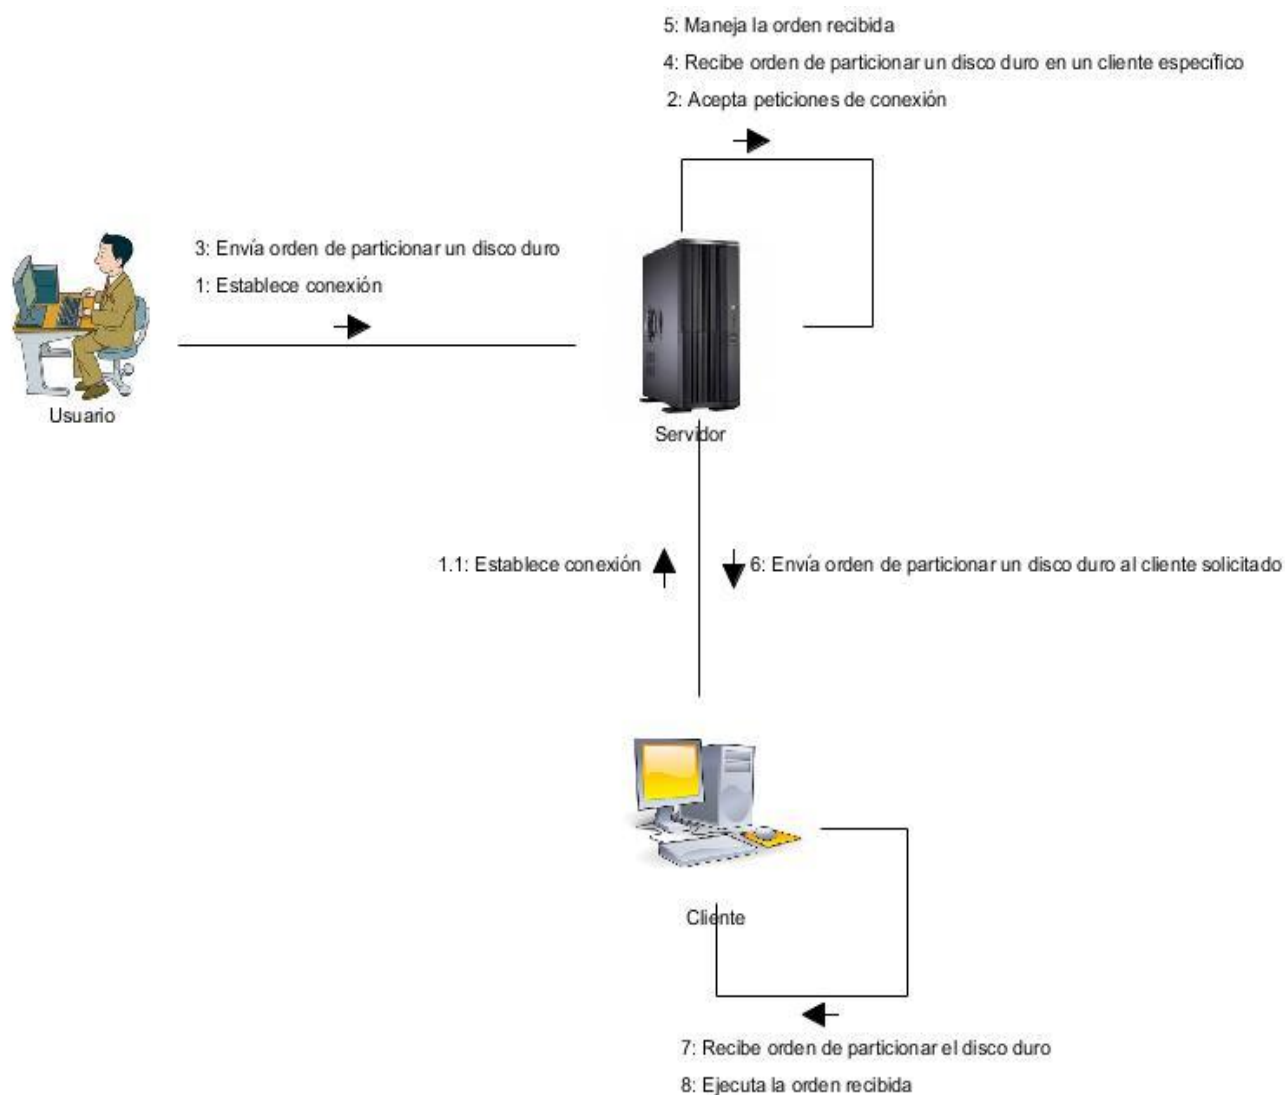 5: Maneja la orden recibida
4: Recibe orden de particionar un disco duro en un cliente específico
2: Acepta peticiones de conexión
3: Envía orden de particionar un disco duro
1: Establece conexión
Usuario
Servidor
1.1: Establece conexión
6: Envía orden de particionar un disco duro al cliente solicitado
Cliente
7: Recibe orden de particionar el disco duro
8: Ejecuta la orden recibida